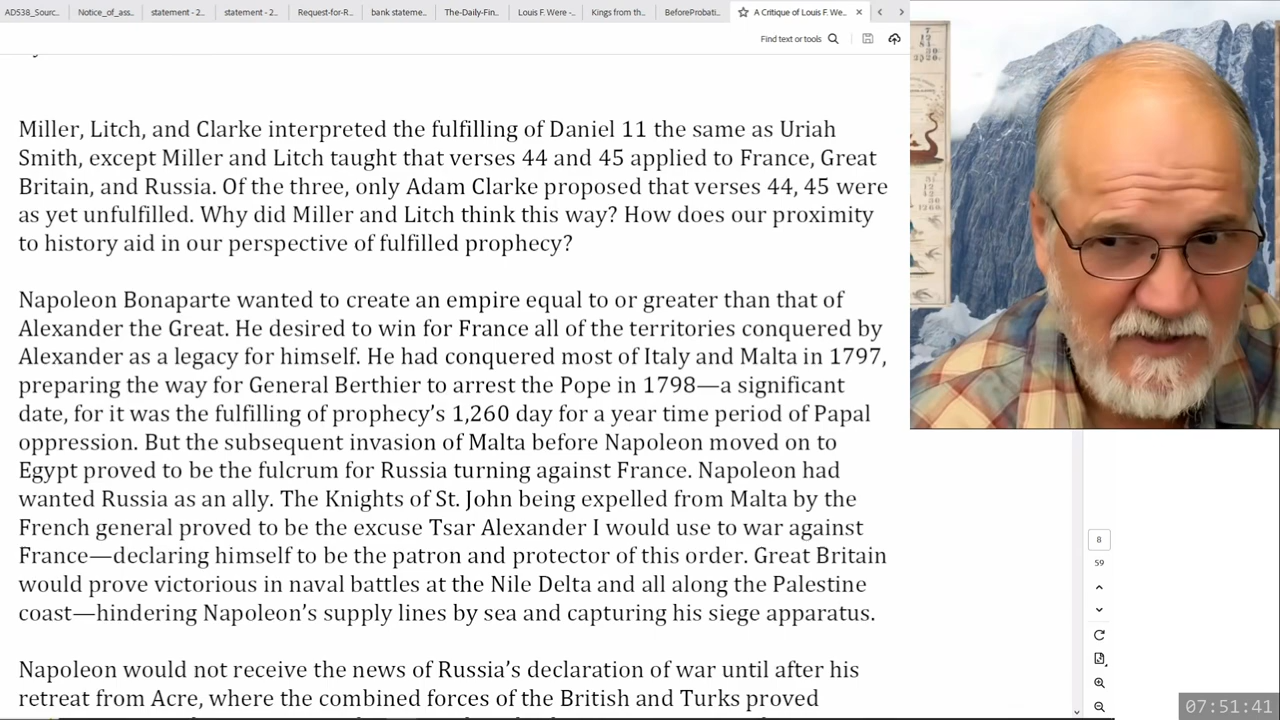 AD538_Sourc.. Notice_of_ass.. statement - 2... statement - 2... Request-for-R... bank stateme... The-Daily-Fin... Louis F. Were -... Kings from th... BeforeProbati... A Critique of Louis F. We...
Find text or tools
Miller, Litch, and Clarke interpreted the fulfilling of Daniel 11 the same as Uriah
Smith, except Miller and Litch taught that verses 44 and 45 applied to France, Great
Britain, and Russia. Of the three, only Adam Clarke proposed that verses 44, 45 were
as yet unfulfilled. Why did Miller and Litch think this way? How does our proximity
to history aid in our perspective of fulfilled prophecy?
Napoleon Bonaparte wanted to create an empire equal to or greater than that of
Alexander the Great. He desired to win for France all of the territories conquered by
Alexander as a legacy for himself. He had conquered most of Italy and Malta in 1797,
preparing the way for General Berthier to arrest the Pope in 1798—a significant
date, for it was the fulfilling of prophecy's 1,260 day for a year time period of Papal
oppression. But the subsequent invasion of Malta before Napoleon moved on to
Egypt proved to be the fulcrum for Russia turning against France. Napoleon had
wanted Russia as an ally. The Knights of St. John being expelled from Malta by the
French general proved to be the excuse Tsar Alexander I would use to war against
France—declaring himself to be the patron and protector of this order. Great Britain
would prove victorious in naval battles at the Nile Delta and all along the Palestine
coast—hindering Napoleon's supply lines by sea and capturing his siege apparatus.
Napoleon would not receive the news of Russia's declaration of war until after his
retreat from Acre, where the combined forces of the British and Turks proved
8
59
07:51:41